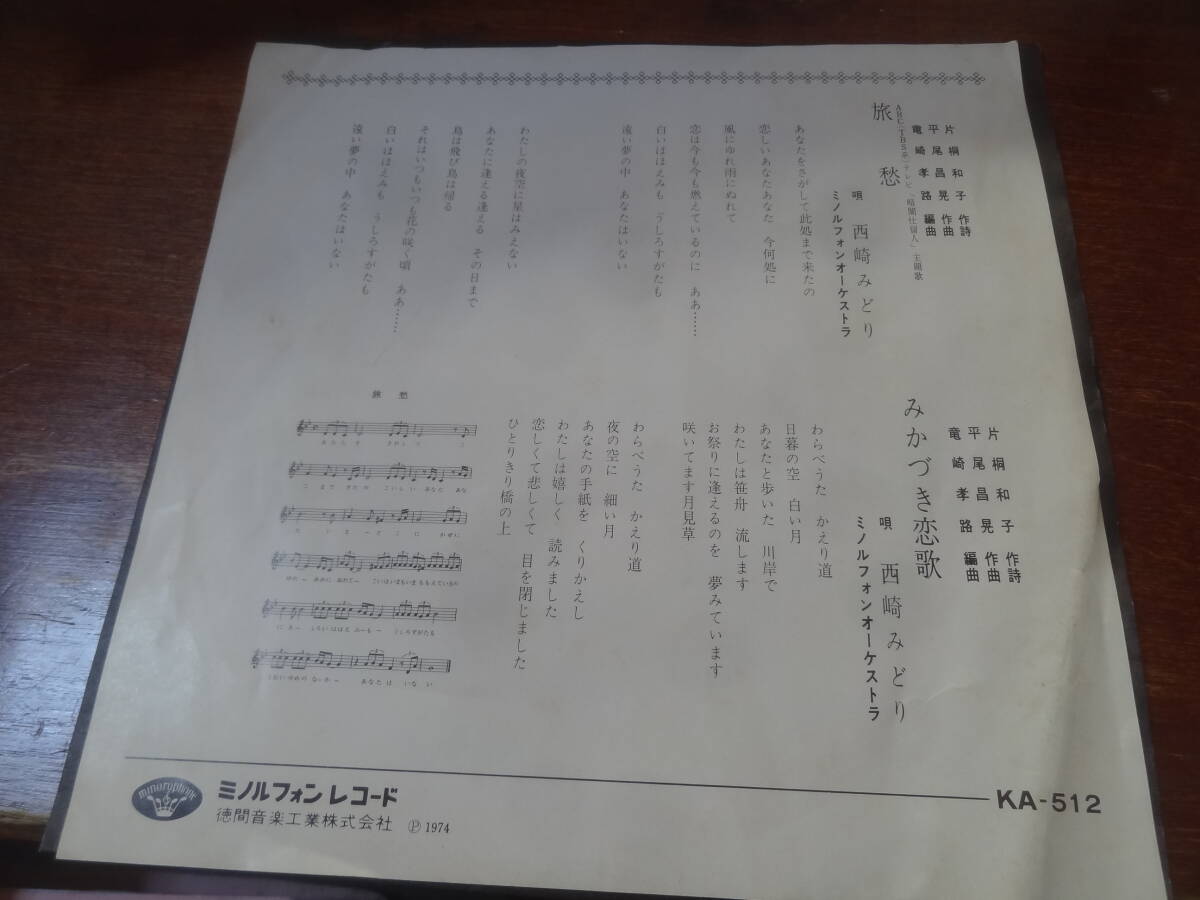 片桐和子 作詩
平尾昌晃 作曲
竜崎孝路 編曲
ABC(TBS系)テレビ「暗闇仕留人」主題歌
旅愁
唄 西崎みどり
ミノルフォンオーケストラ
あなたをさがして此処まで来たの
恋しいあなたあなた 今何処に
風にゆれ雨にぬれて
恋は今も今も燃えているのに ああ……
白いほほえみも うしろすがたも
遠い夢の中 あなたはいない
わたしの夜空に星はみえない
あなたに逢える逢える その日まで
鳥は飛び鳥は帰る
それはいつもいつも花の咲く頃 ああ……
白いほほえみも うしろすがたも
遠い夢の中 あなたはいない
片桐和子 作詩
平尾昌晃 作曲
竜崎孝路 編曲
みかづき恋歌
唄 西崎みどり
ミノルフォンオーケストラ
わらべうた かえり道
日暮の空 白い月
あなたと歩いた 川岸で
わたしは笹舟 流します
お祭りに逢えるのを 夢みています
咲いてます月見草
わらべうた かえり道
夜の空に 細い月
あなたの手紙を くりかえし
わたしは嬉しく 読みました
恋しくて悲しくて 目を閉じました
ひとりきり橋の上
旅愁
minoruphone
ミノルフォンレコード
徳間音楽工業株式会社 Ⓟ 1974
KA-512